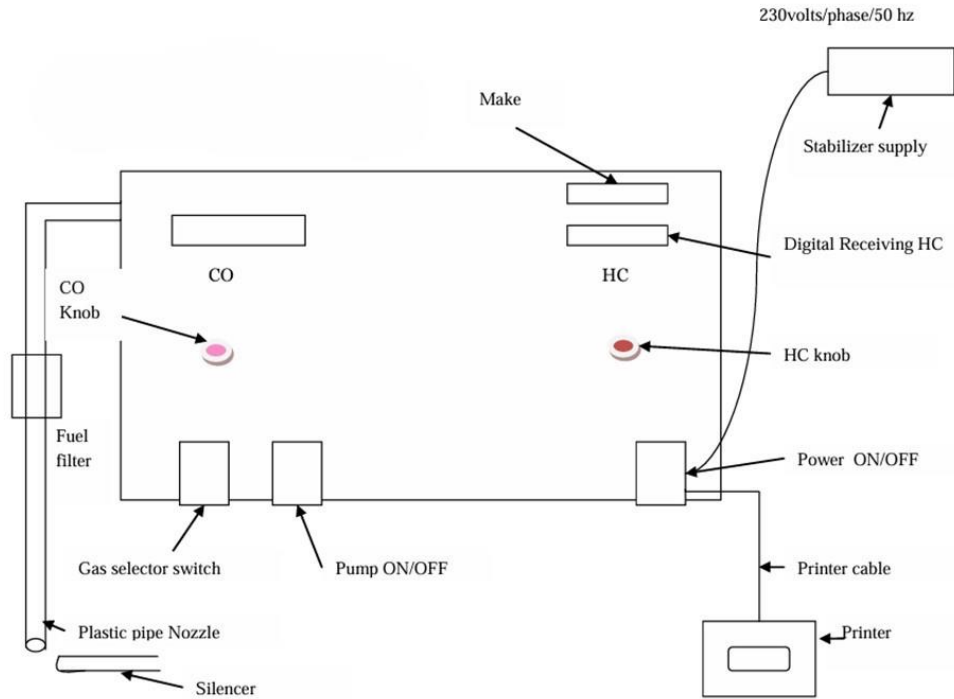 230volts/phase/50 hz
Make
Stabilizer supply
Digital Receiving HC
CO
HC
CO
Knob
HC knob
Fuel
filter
Power ON/OFF
Gas selector switch
Pump ON/OFF
Printer cable
Plastic pipe Nozzle
Printer
Silencer